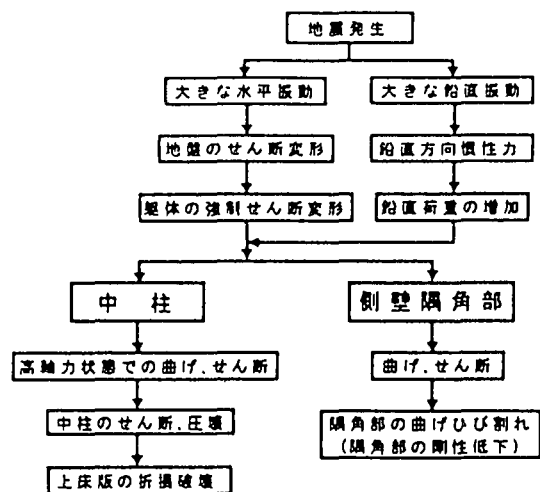 地震発生
大きな水平振動
大きな鉛直振動
地盤のせん断変形
鉛直方向慣性力
躯体の強制せん断変形
鉛直荷重の増加
中柱
側壁隅角部
高軸力状態での曲げ、せん断
曲げ、せん断
中柱のせん断、圧壊
隅角部の曲げひび割れ
(隅角部の剛性低下)
上床版の折損破壊